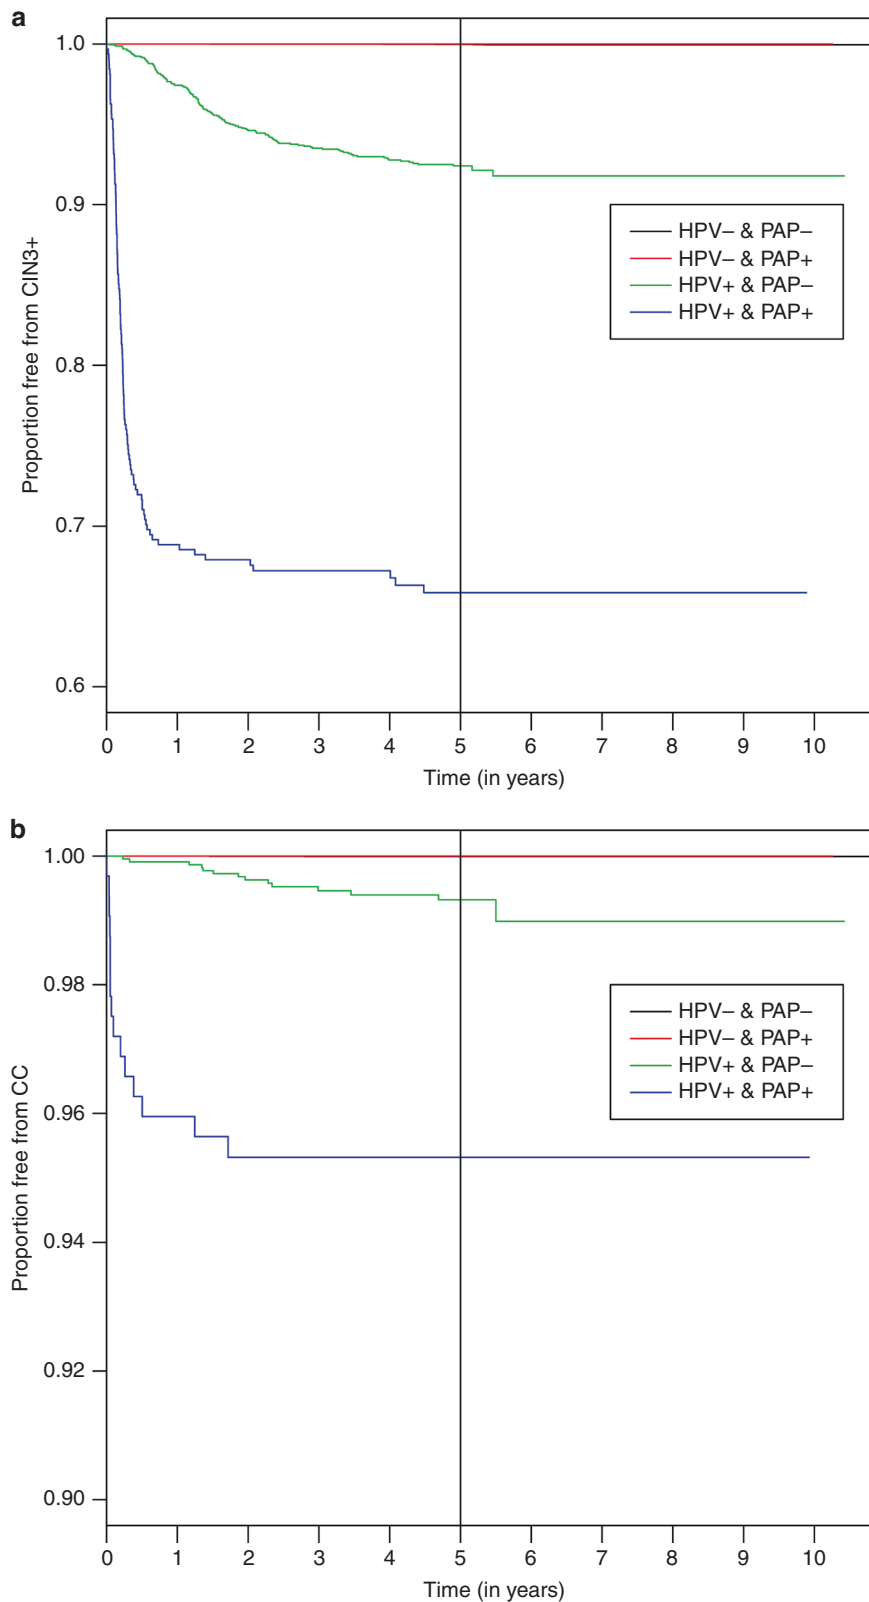 a
1.0
0.9
0.8
0.7
0.6
Proportion free from CIN3+
HPV– & PAP–
HPV– & PAP+
HPV+ & PAP–
HPV+ & PAP+
0 1 2 3 4 5 6 7 8 9 10
Time (in years)
b
1.00
0.98
0.96
0.94
0.92
0.90
Proportion free from CC
HPV– & PAP–
HPV– & PAP+
HPV+ & PAP–
HPV+ & PAP+
0 1 2 3 4 5 6 7 8 9 10
Time (in years)